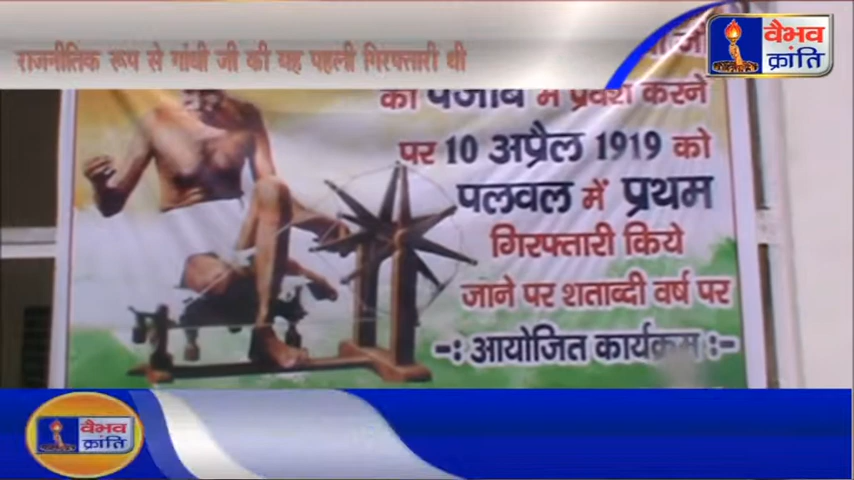 राजनीतिक रूप से गांधी जी की यह पहली गिरफ्तारी थी
वैभव
क्रांति
को पंजाब में प्रवेश करने
पर 10 अप्रैल 1919 को
पलवल में प्रथम
गिरफ्तारी किये
जाने पर शताब्दी वर्ष पर
-: आयोजित कार्यक्रम :-
वैभव
क्रांति